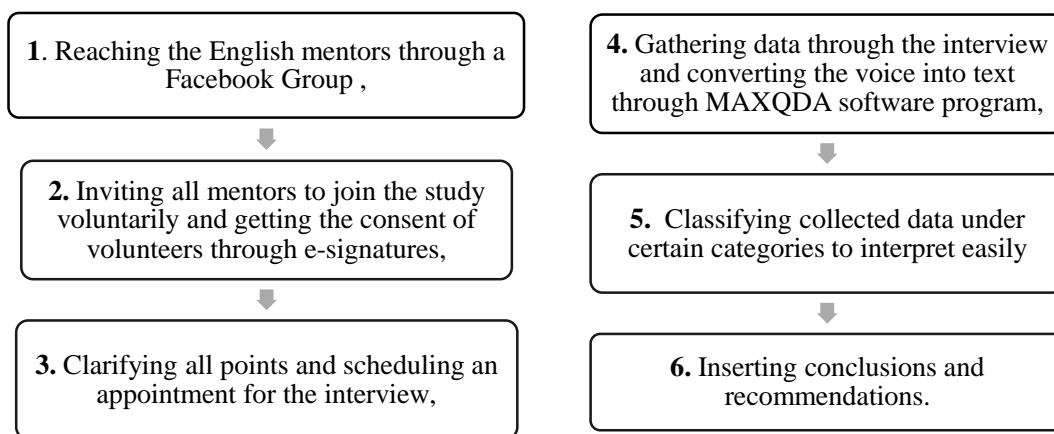 1. Reaching the English mentors through a
Facebook Group ,
2. Inviting all mentors to join the study
voluntarily and getting the consent of
volunteers through e-signatures,
3. Clarifying all points and scheduling an
appointment for the interview,
4. Gathering data through the interview
and converting the voice into text
through MAXQDA software program,
5. Classifying collected data under
certain categories to interpret easily
6. Inserting conclusions and
recommendations.